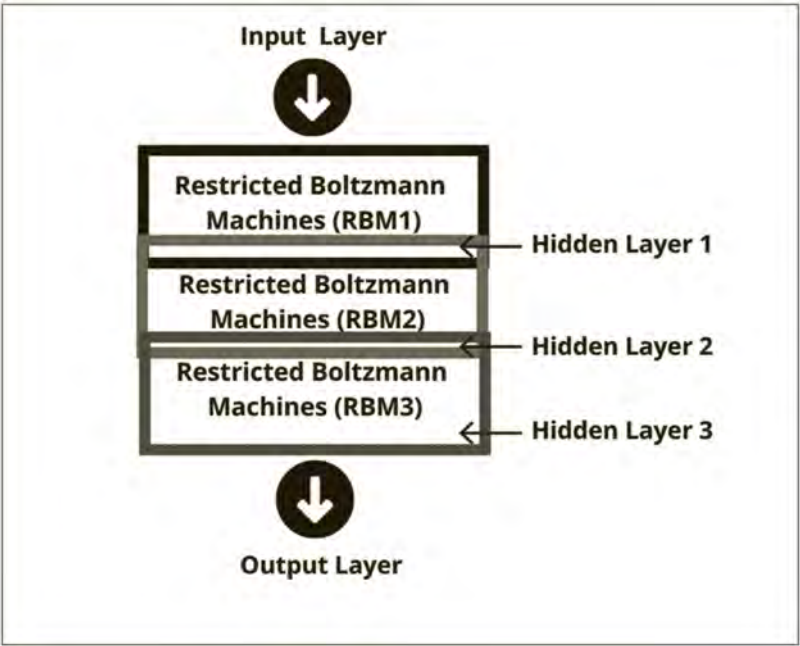 Input Layer
Restricted Boltzmann
Machines (RBM1)
Hidden Layer 1
Restricted Boltzmann
Machines (RBM2)
Hidden Layer 2
Restricted Boltzmann
Machines (RBM3)
Hidden Layer 3
Output Layer